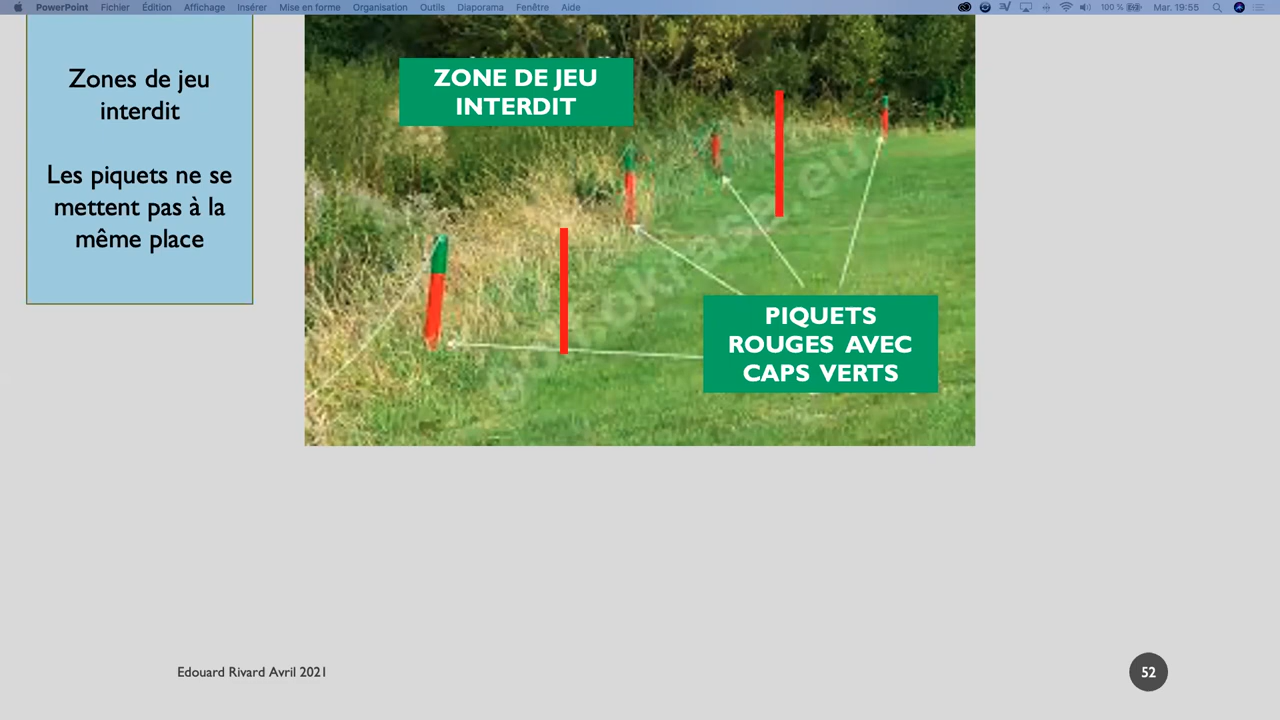 PowerPoint Fichier Édition Affichage Insérer Mise en forme Organisation Outils Diaporama Fenêtre Aide 100 % Mar. 19:55
Zones de jeu
interdit
Les piquets ne se
mettent pas à la
même place
ZONE DE JEU
INTERDIT
PIQUETS
ROUGES AVEC
CAPS VERTS
Edouard Rivard Avril 2021
52